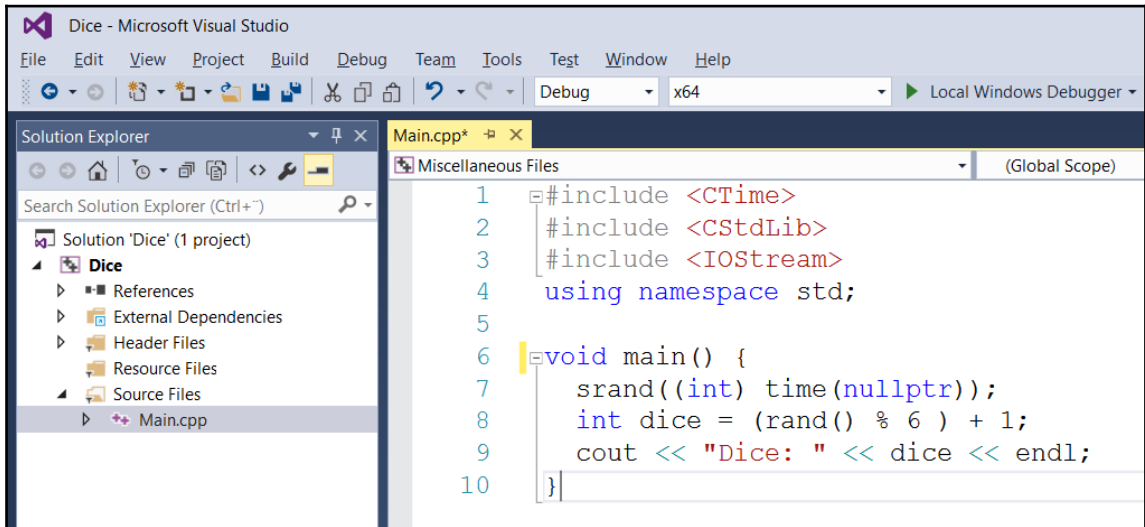 Dice - Microsoft Visual Studio
File Edit View Project Build Debug Team Tools Test Window Help
Debug x64 Local Windows Debugger
Solution Explorer
Search Solution Explorer (Ctrl+¨)
Solution 'Dice' (1 project)
Dice
References
External Dependencies
Header Files
Resource Files
Source Files
Main.cpp
Main.cpp*
Miscellaneous Files (Global Scope)
1 #include <CTime>
2 #include <CStdLib>
3 #include <IOStream>
4 using namespace std;
5
6 void main() {
7 srand((int) time(nullptr));
8 int dice = (rand() % 6 ) + 1;
9 cout << "Dice: " << dice << endl;
10 }